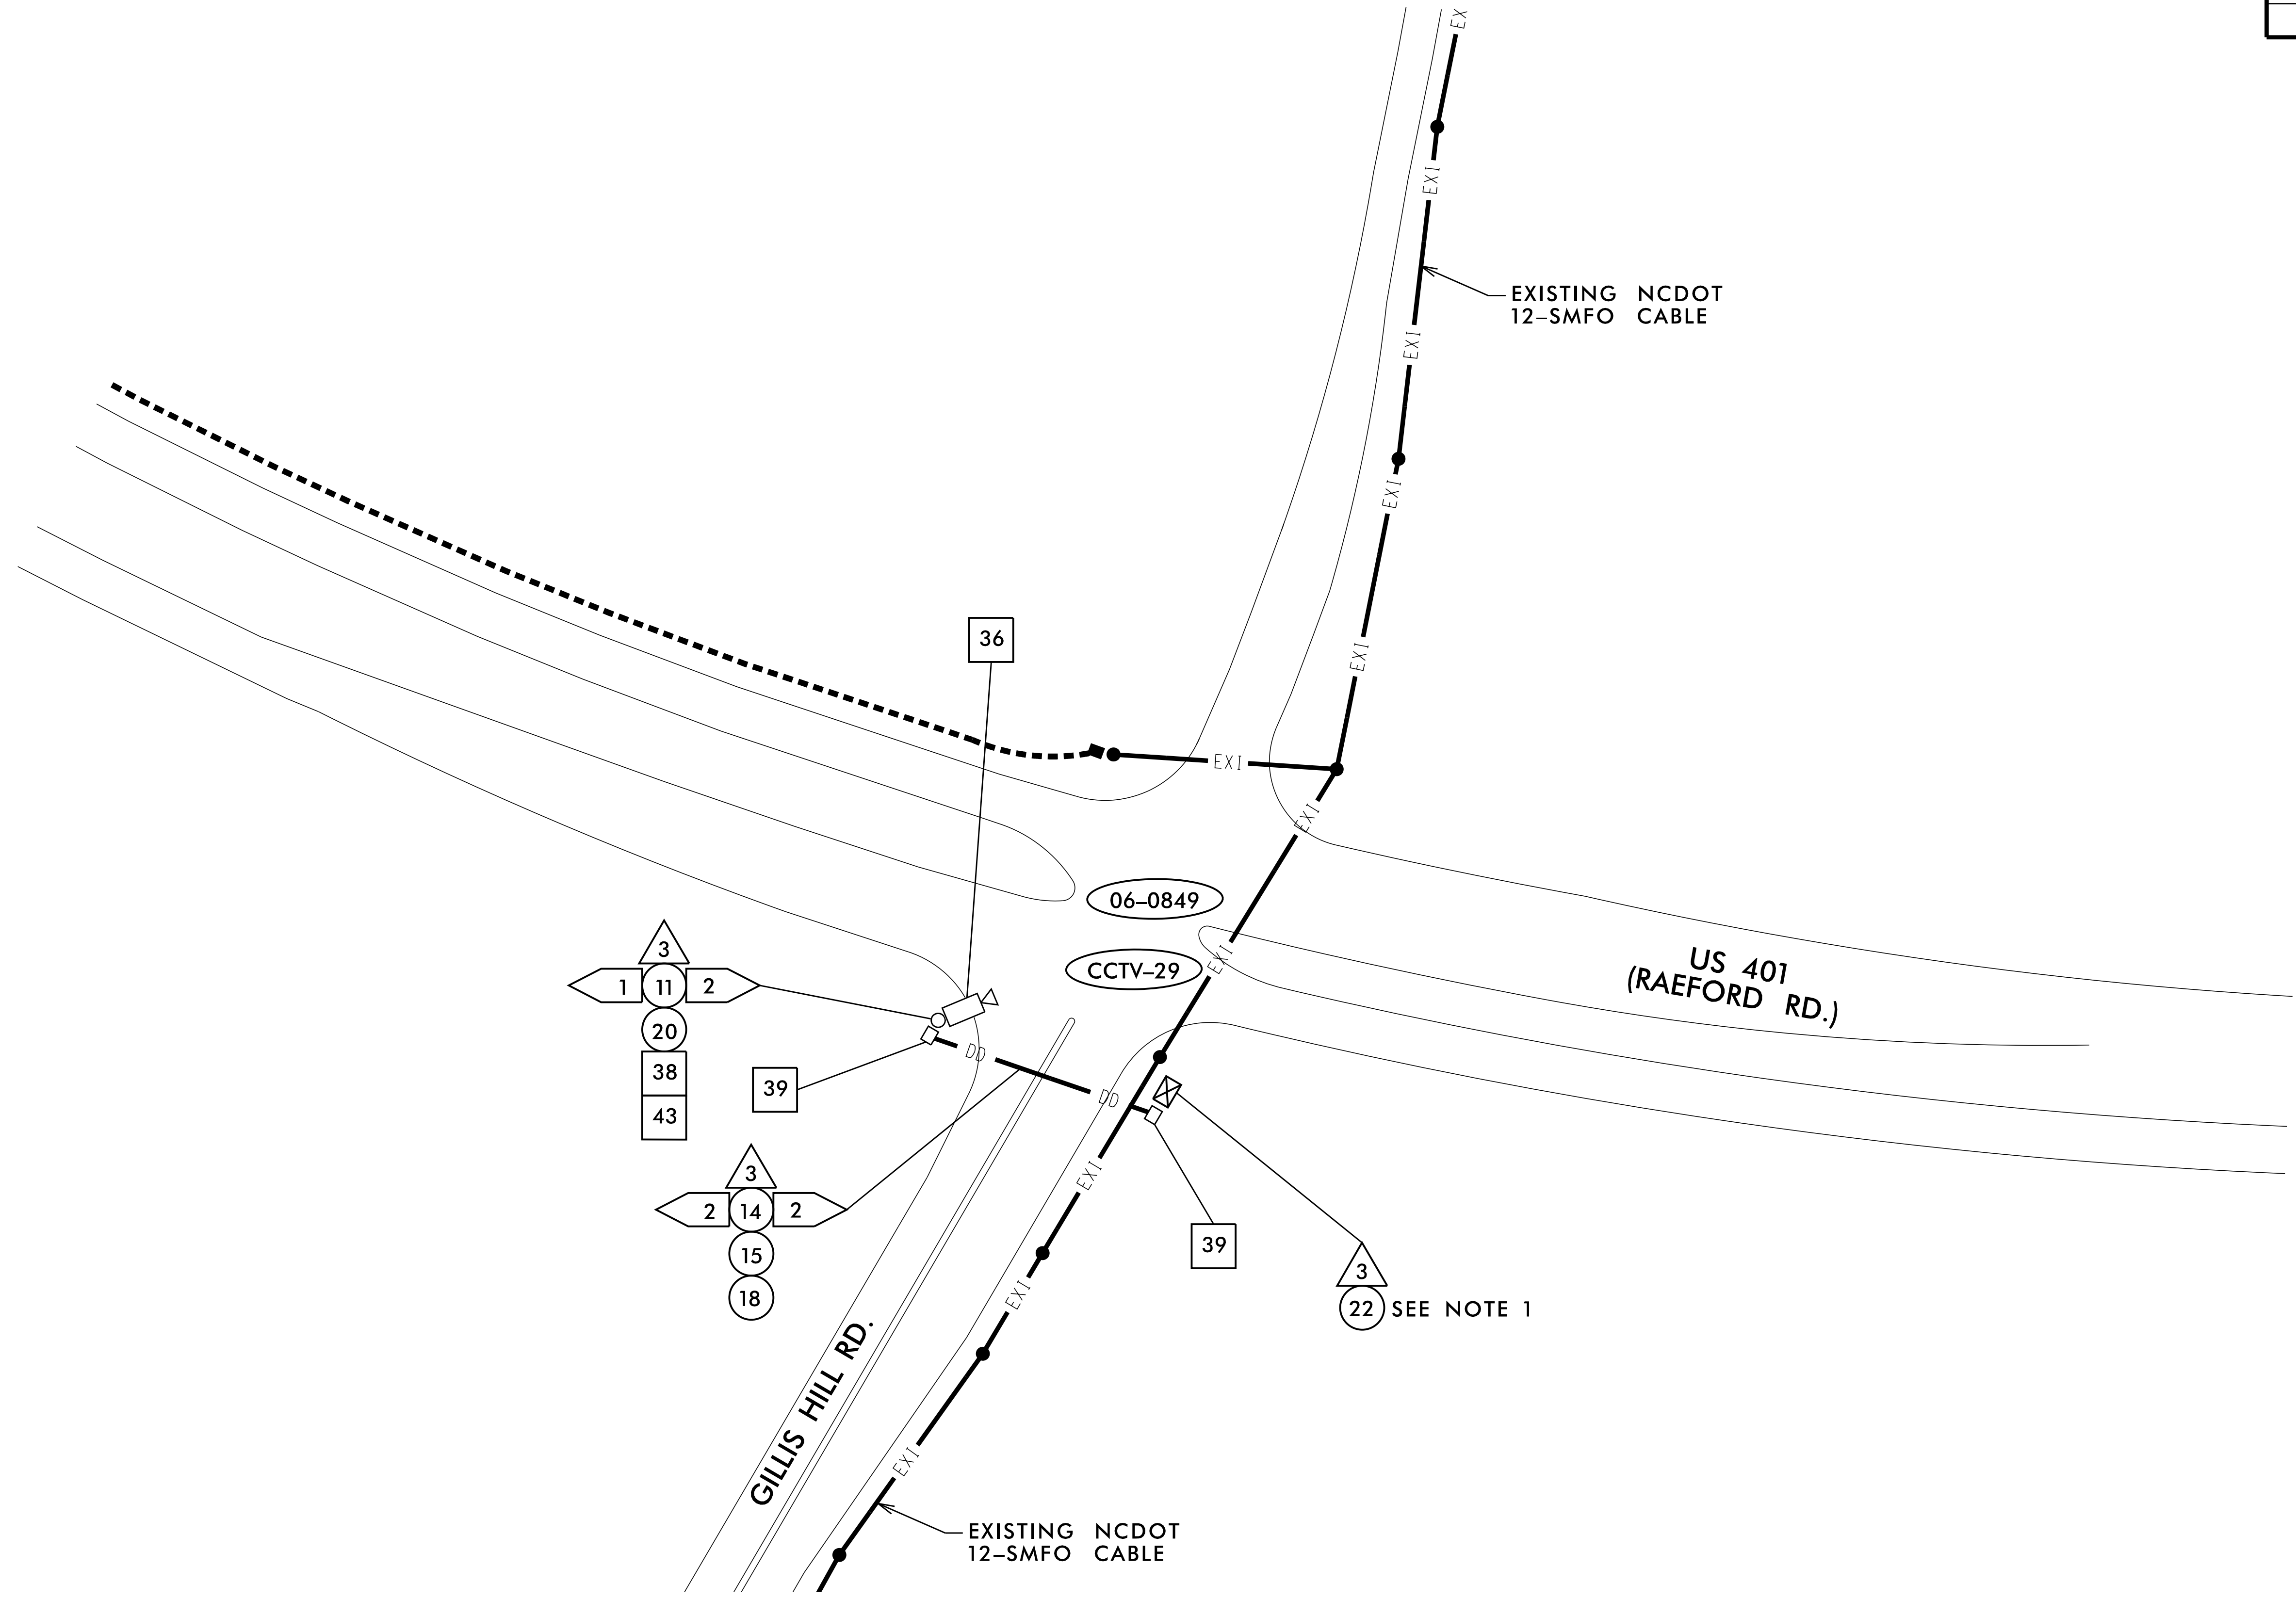 EX
EXI
EXISTING NCDOT
12–SMFO CABLE
EXI
EXI
36
EXI
EXI
EXI
06–0849
CCTV–29
EXI
US 401
(RAEFORD RD.)
3
1 11 2
20
38
43
39
DD
DD
3
2 14 2
15
18
EXI
39
3
22 SEE NOTE 1
EXI
GILLIS HILL RD.
EXI
EXISTING NCDOT
12–SMFO CABLE